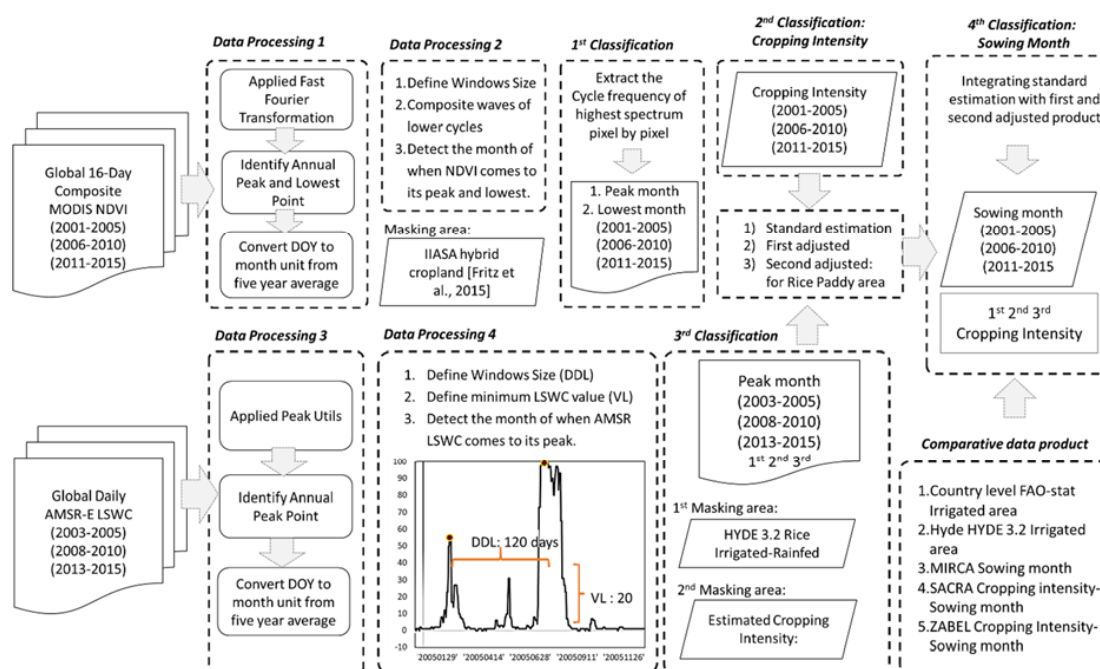 Data Processing 1
Applied Fast
Fourier
Transformation
Identify Annual
Peak and Lowest
Point
Convert DOY to
month unit from
five year average
Global 16-Day
Composite
MODIS NDVI
(2001-2005)
(2006-2010)
(2011-2015)
Data Processing 2
1.Define Windows Size
2.Composite waves of
lower cycles
3.Detect the month of
when NDVI comes to
its peak and lowest.
Masking area:
IIASA hybrid
cropland [Fritz et
al., 2015]
1st Classification
Extract the
Cycle frequency of
highest spectrum
pixel by pixel
1. Peak month
2. Lowest month
(2001-2005)
(2006-2010)
(2011-2015)
2nd Classification:
Cropping Intensity
Cropping Intensity
(2001-2005)
(2006-2010)
(2011-2015)
1) Standard estimation
2) First adjusted
3) Second adjusted:
for Rice Paddy area
4th Classification:
Sowing Month
Integrating standard
estimation with first and
second adjusted product
Sowing month
(2001-2005)
(2006-2010)
(2011-2015
1st 2nd 3rd
Cropping Intensity
Data Processing 3
Applied Peak Utils
Identify Annual
Peak Point
Convert DOY to
month unit from
five year average
Global Daily
AMSR-E LSWC
(2003-2005)
(2008-2010)
(2013-2015)
Data Processing 4
1. Define Windows Size (DDL)
2. Define minimum LSWC value (VL)
3. Detect the month of when AMSR
LSWC comes to its peak.
100
90
80
70
60
50
40
30
20
10
0
-10
DDL: 120 days
VL : 20
'20050129' '20050414' '20050628' '20050911' '20051126'
3rd Classification
Peak month
(2003-2005)
(2008-2010)
(2013-2015)
1st 2nd 3rd
1st Masking area:
HYDE 3.2 Rice
Irrigated-Rainfed
2nd Masking area:
Estimated Cropping
Intensity:
Comparative data product
1.Country level FAO-stat
Irrigated area
2.Hyde HYDE 3.2 Irrigated
area
3.MIRCA Sowing month
4.SACRA Cropping intensity-
Sowing month
5.ZABEL Cropping Intensity-
Sowing month